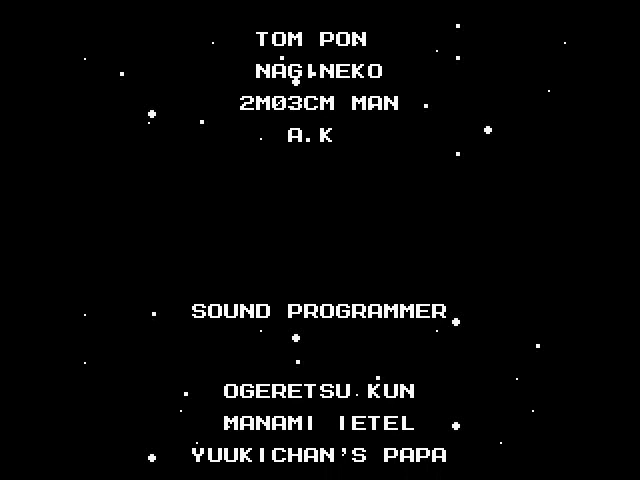 TOM PON
NAGINEKO
2M03CM MAN
A.K
SOUND PROGRAMMER
OGERETSU KUN
MANAMI IETEL
YUUKICHAN'S PAPA